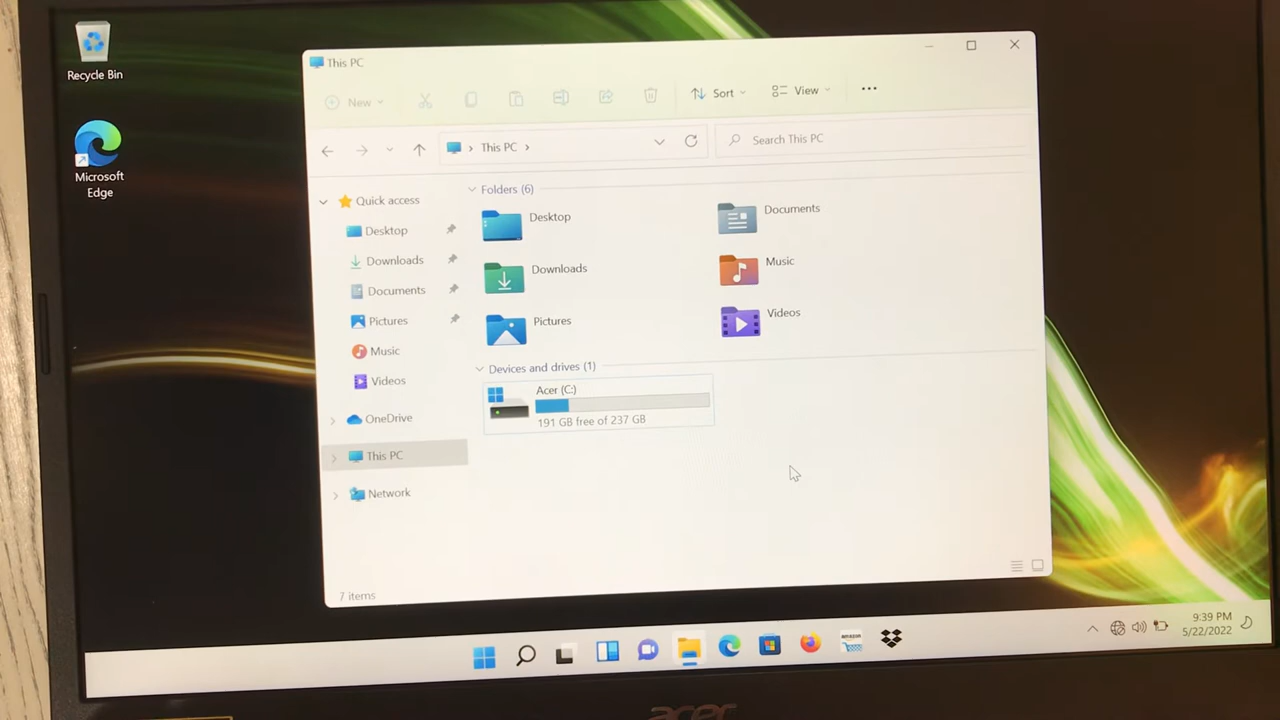 Recycle Bin
Microsoft
Edge
This PC
New
Sort
View
This PC
Search This PC
Quick access
Desktop
Downloads
Documents
Pictures
Music
Videos
OneDrive
This PC
Network
Folders (6)
Desktop
Documents
Downloads
Music
Pictures
Videos
Devices and drives (1)
Acer (C:)
191 GB free of 237 GB
7 items
amazon
9:39 PM
5/22/2022
acer